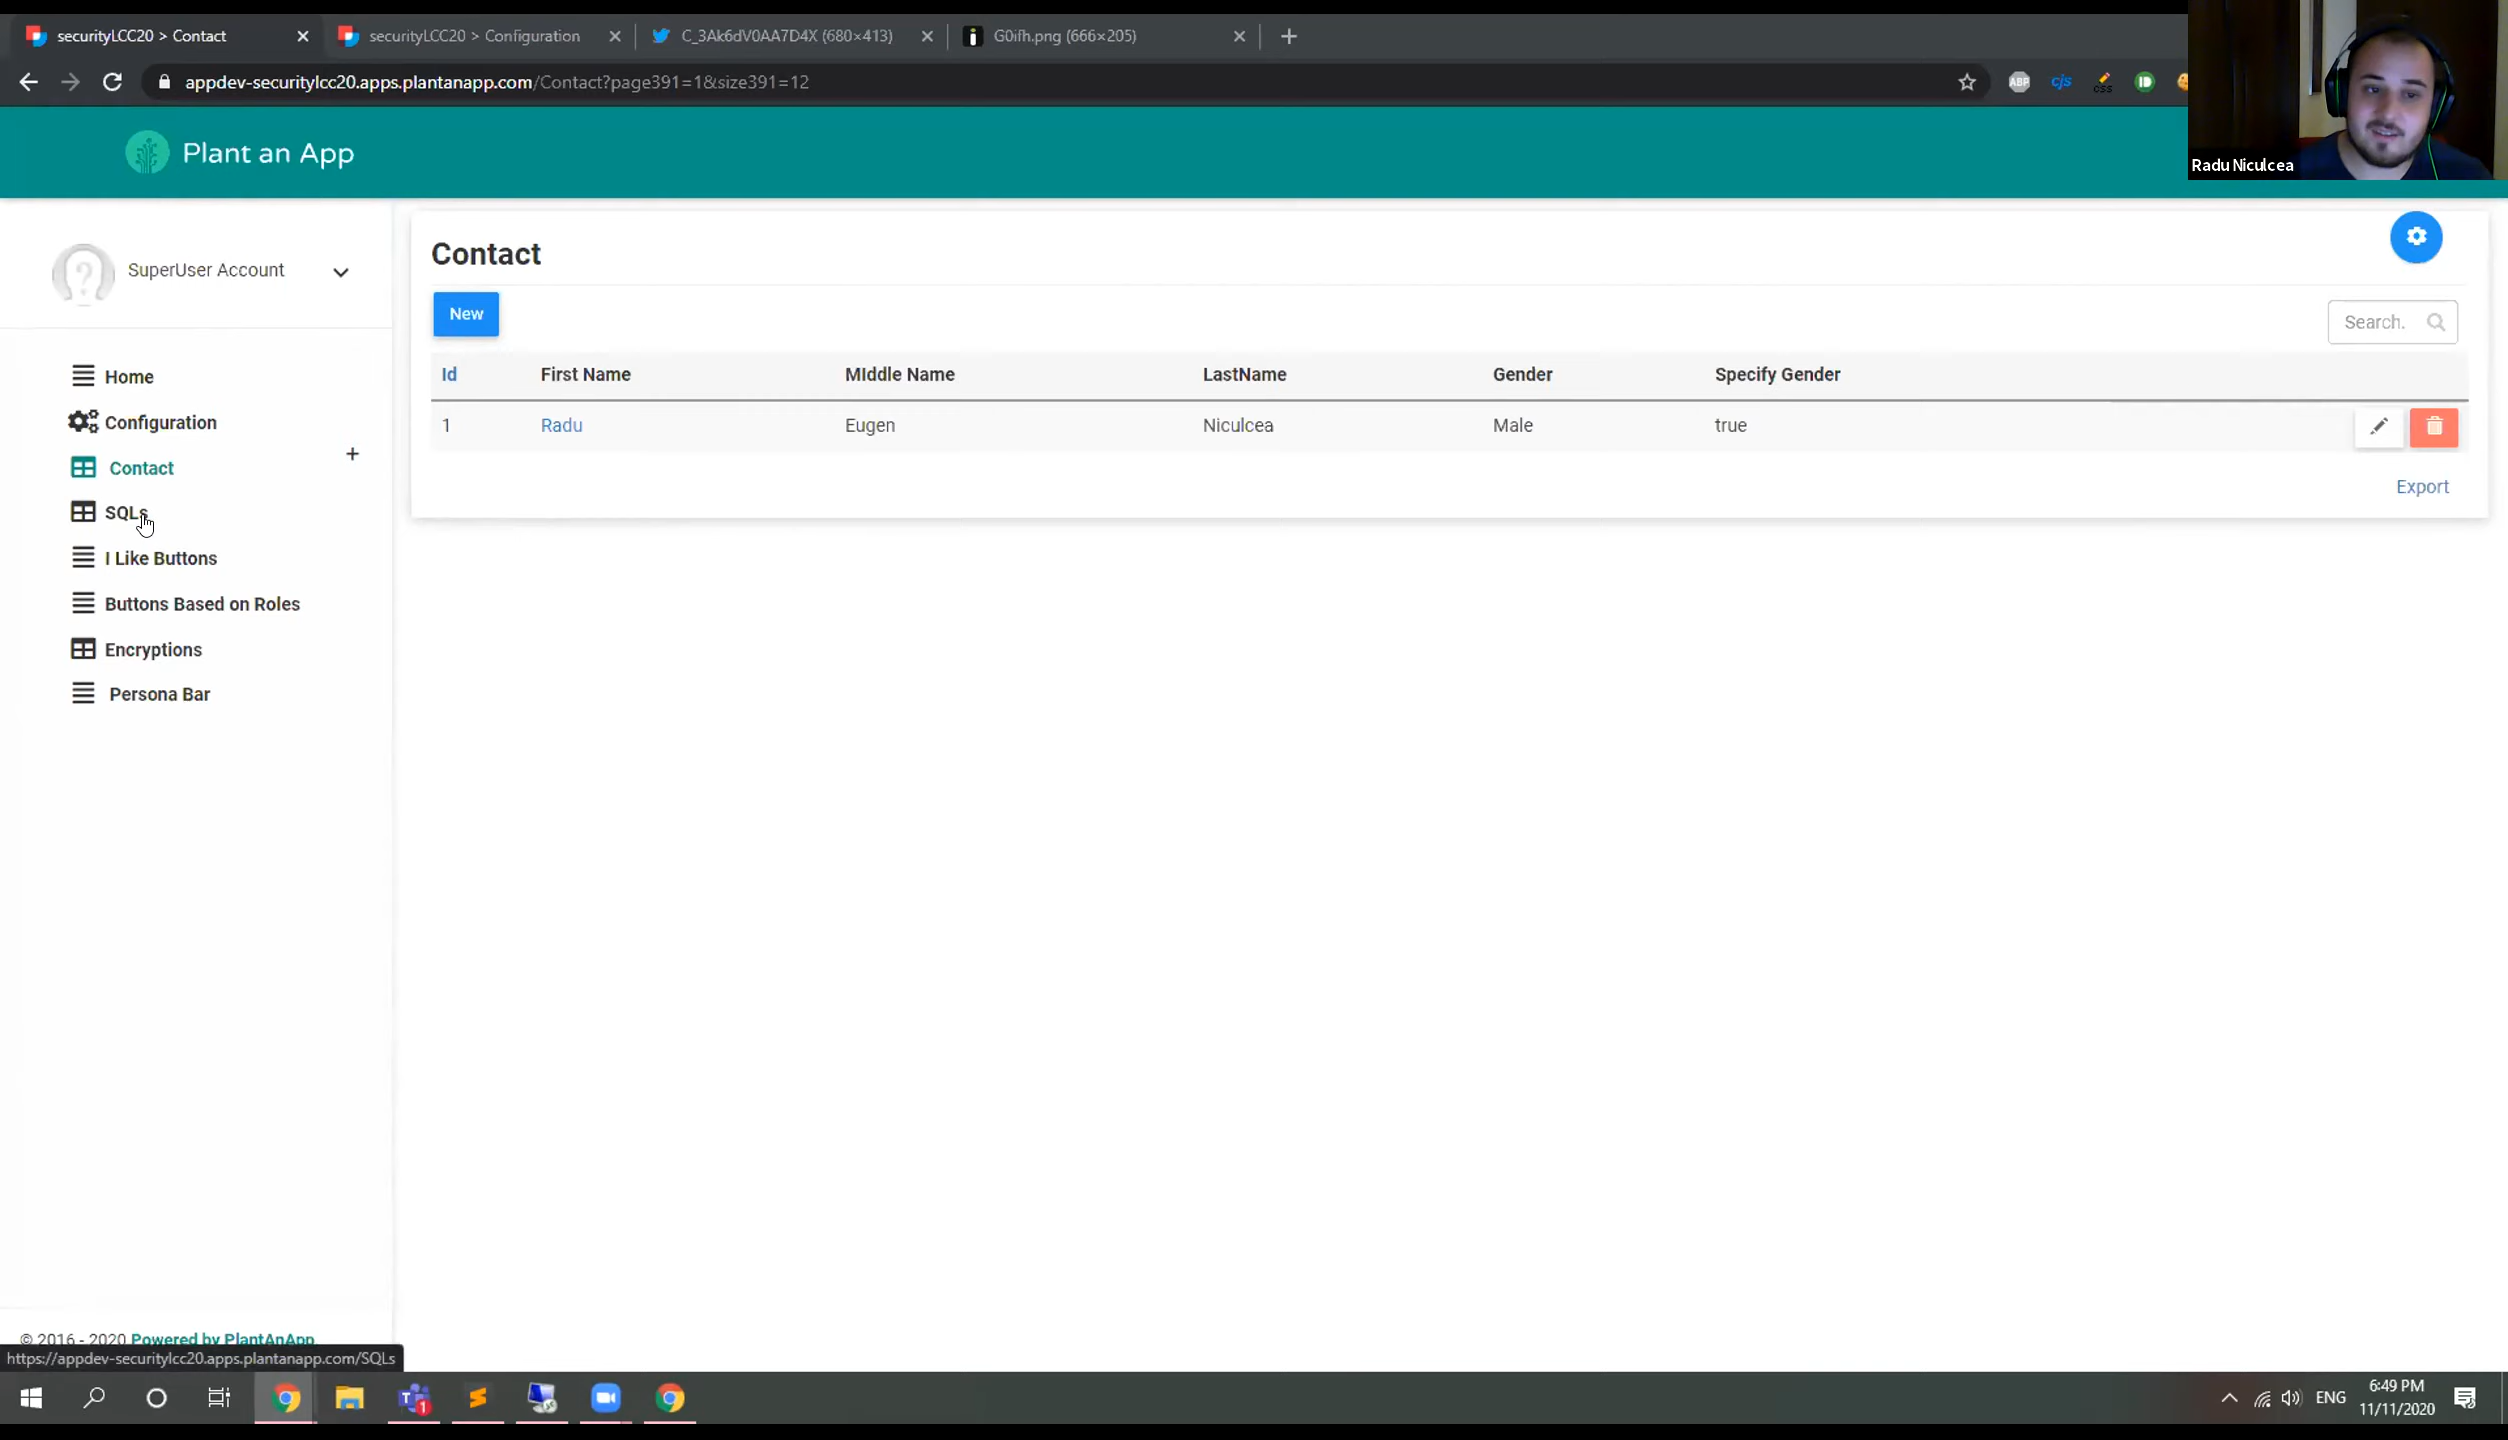 securityLCC20 > Contact
securityLCC20 > Configuration
C_3Ak6dV0AA7D4X (680×413)
G0ifh.png (666×205)
appdev-securitylcc20.apps.plantanapp.com/Contact?page391=1&size391=12
ABP
cjs
css
Radu Niculcea
Plant an App
SuperUser Account
Home
Configuration
Contact
SQLs
I Like Buttons
Buttons Based on Roles
Encryptions
Persona Bar
Contact
New
Search.
Id First Name MIddle Name LastName Gender Specify Gender
1 Radu Eugen Niculcea Male true
Export
© 2016 - 2020 Powered by PlantAnApp
https://appdev-securitylcc20.apps.plantanapp.com/SQLs
1
ENG
6:49 PM
11/11/2020